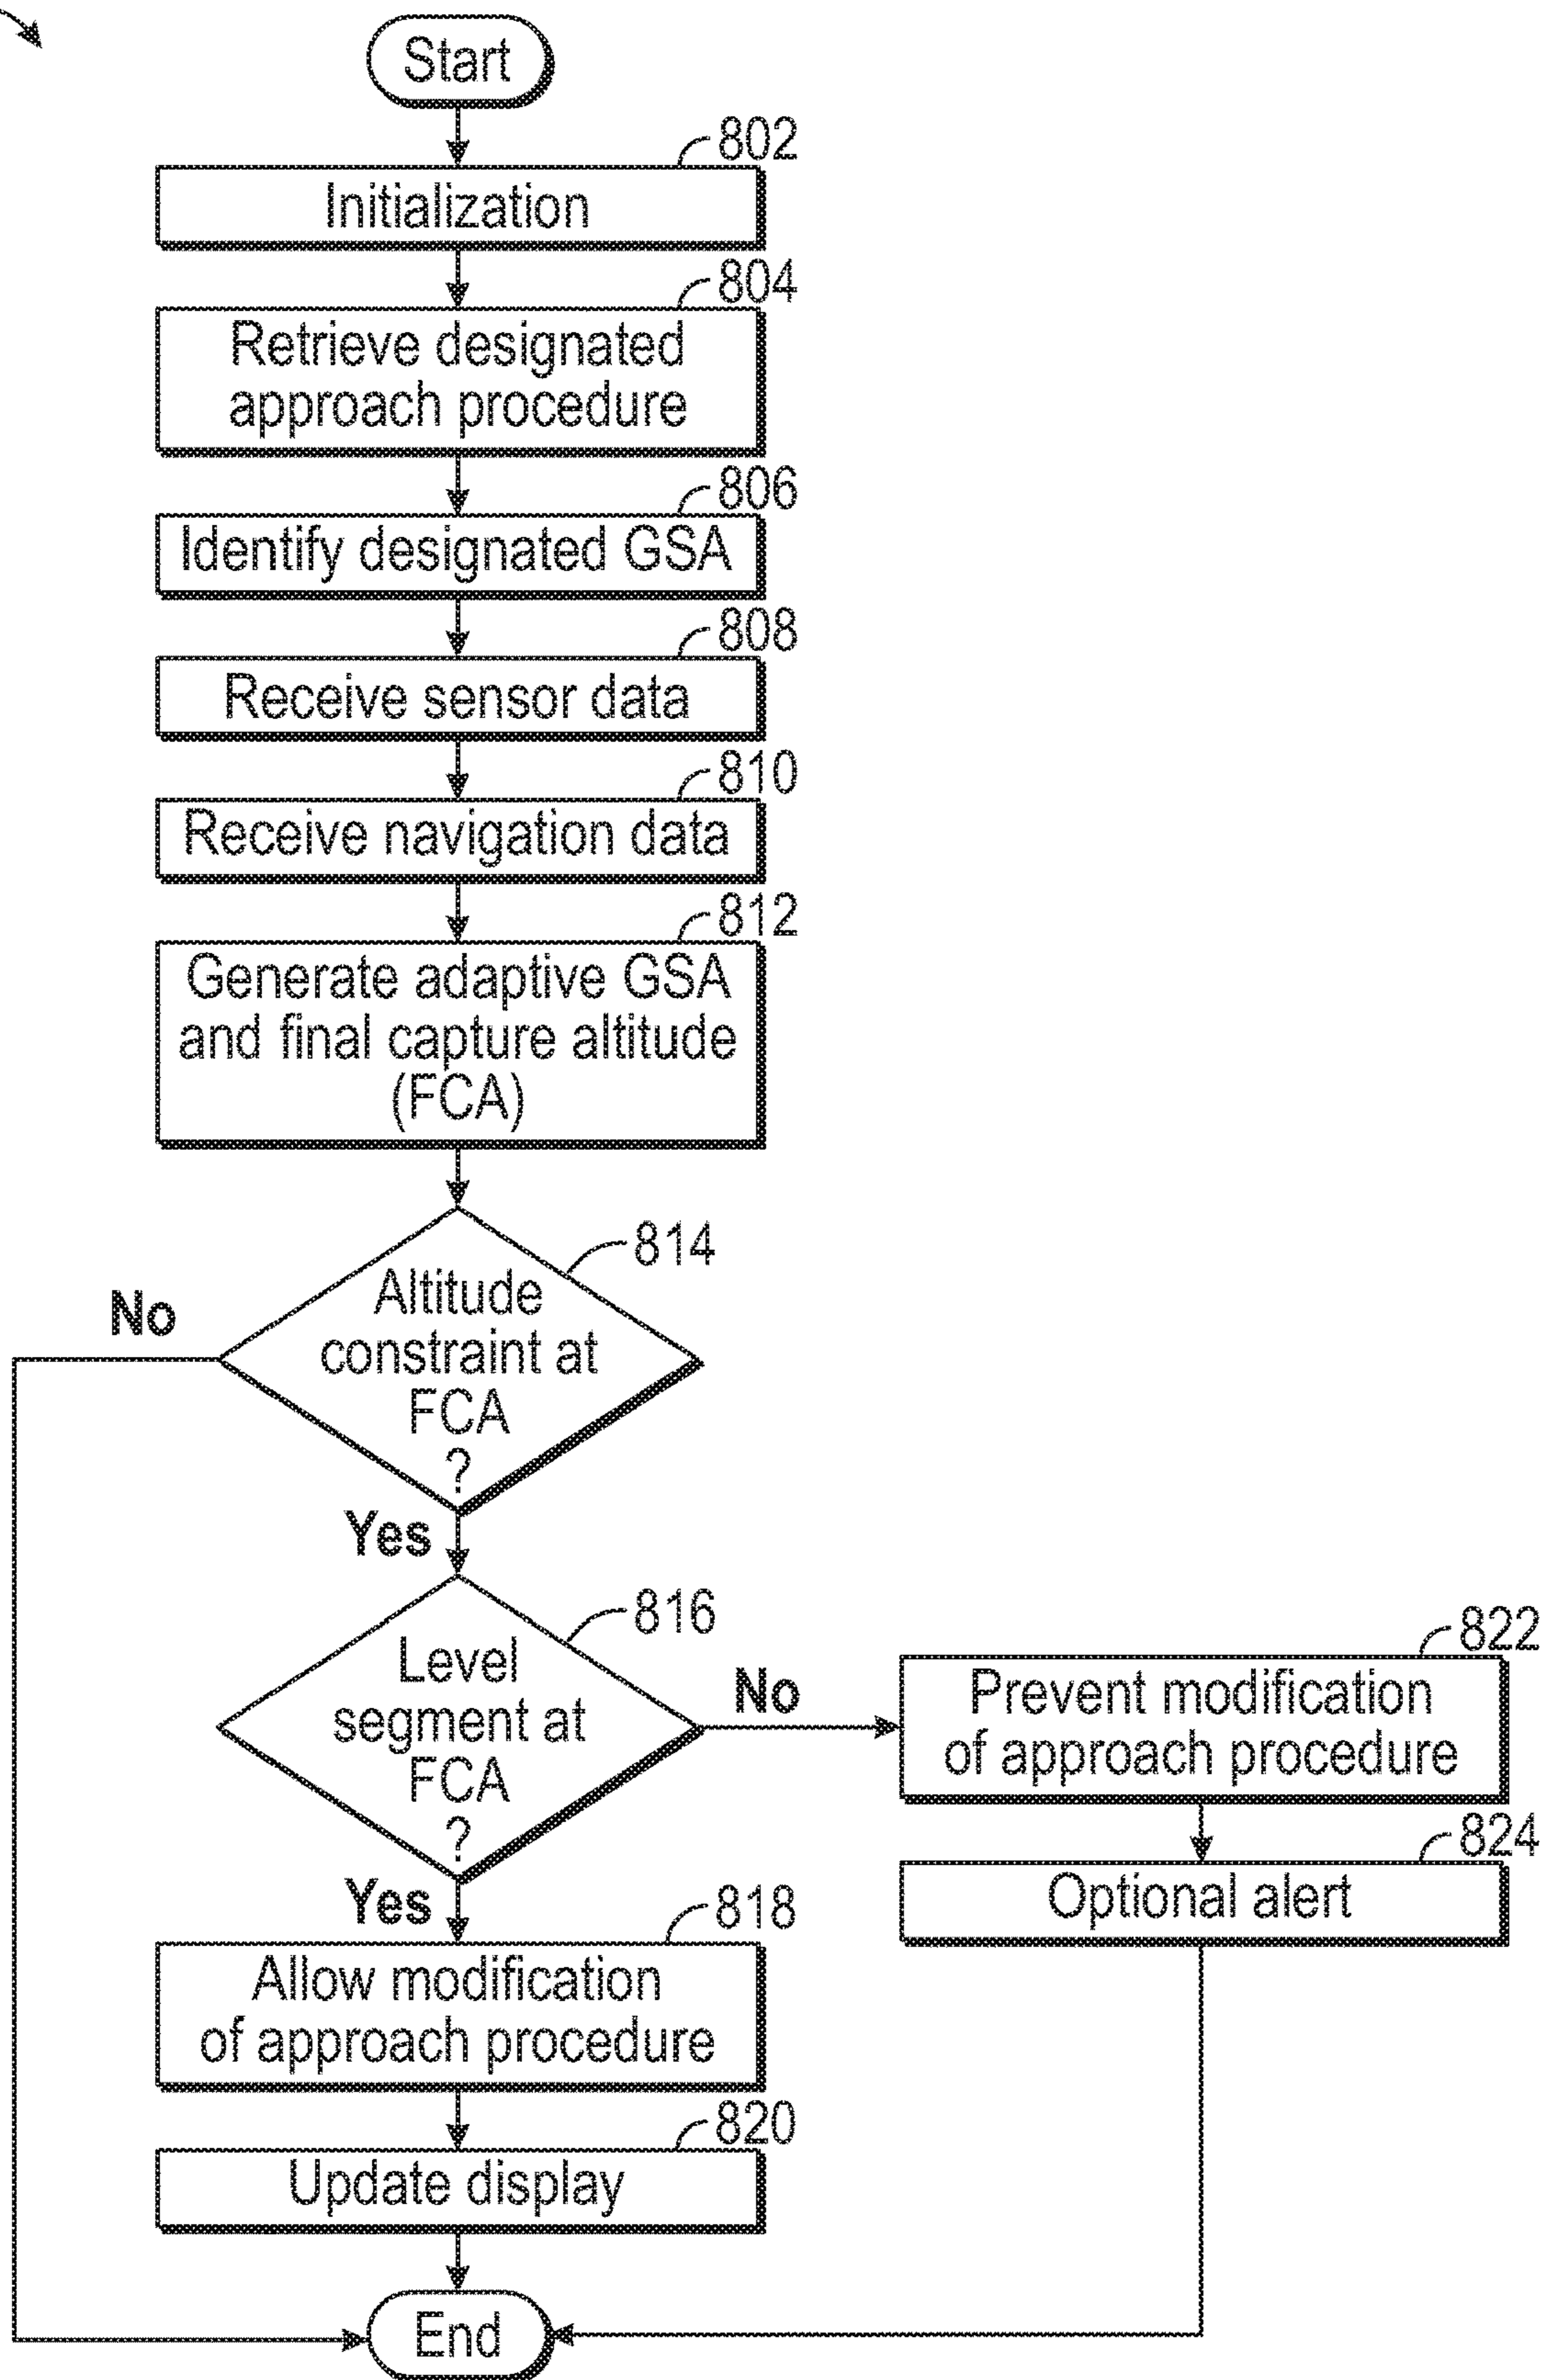 Start
802
Initialization
804
Retrieve designated
approach procedure
806
Identify designated GSA
808
Receive sensor data
810
Receive navigation data
812
Generate adaptive GSA
and final capture altitude
(FCA)
814
Altitude
constraint at
FCA
?
No
Yes
816
Level
segment at
FCA
?
No
Yes
822
Prevent modification
of approach procedure
824
Optional alert
818
Allow modification
of approach procedure
820
Update display
End